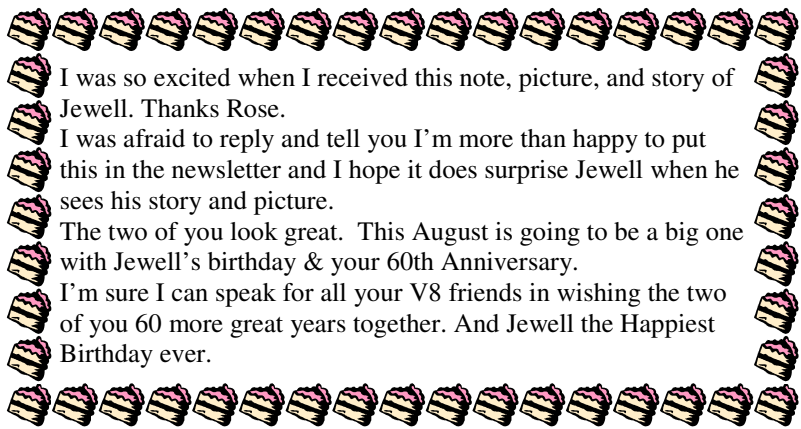 I was so excited when I received this note, picture, and story of
Jewell. Thanks Rose.
I was afraid to reply and tell you I’m more than happy to put
this in the newsletter and I hope it does surprise Jewell when he
sees his story and picture.
The two of you look great.  This August is going to be a big one
with Jewell’s birthday & your 60th Anniversary.
I’m sure I can speak for all your V8 friends in wishing the two
of you 60 more great years together. And Jewell the Happiest
Birthday ever.